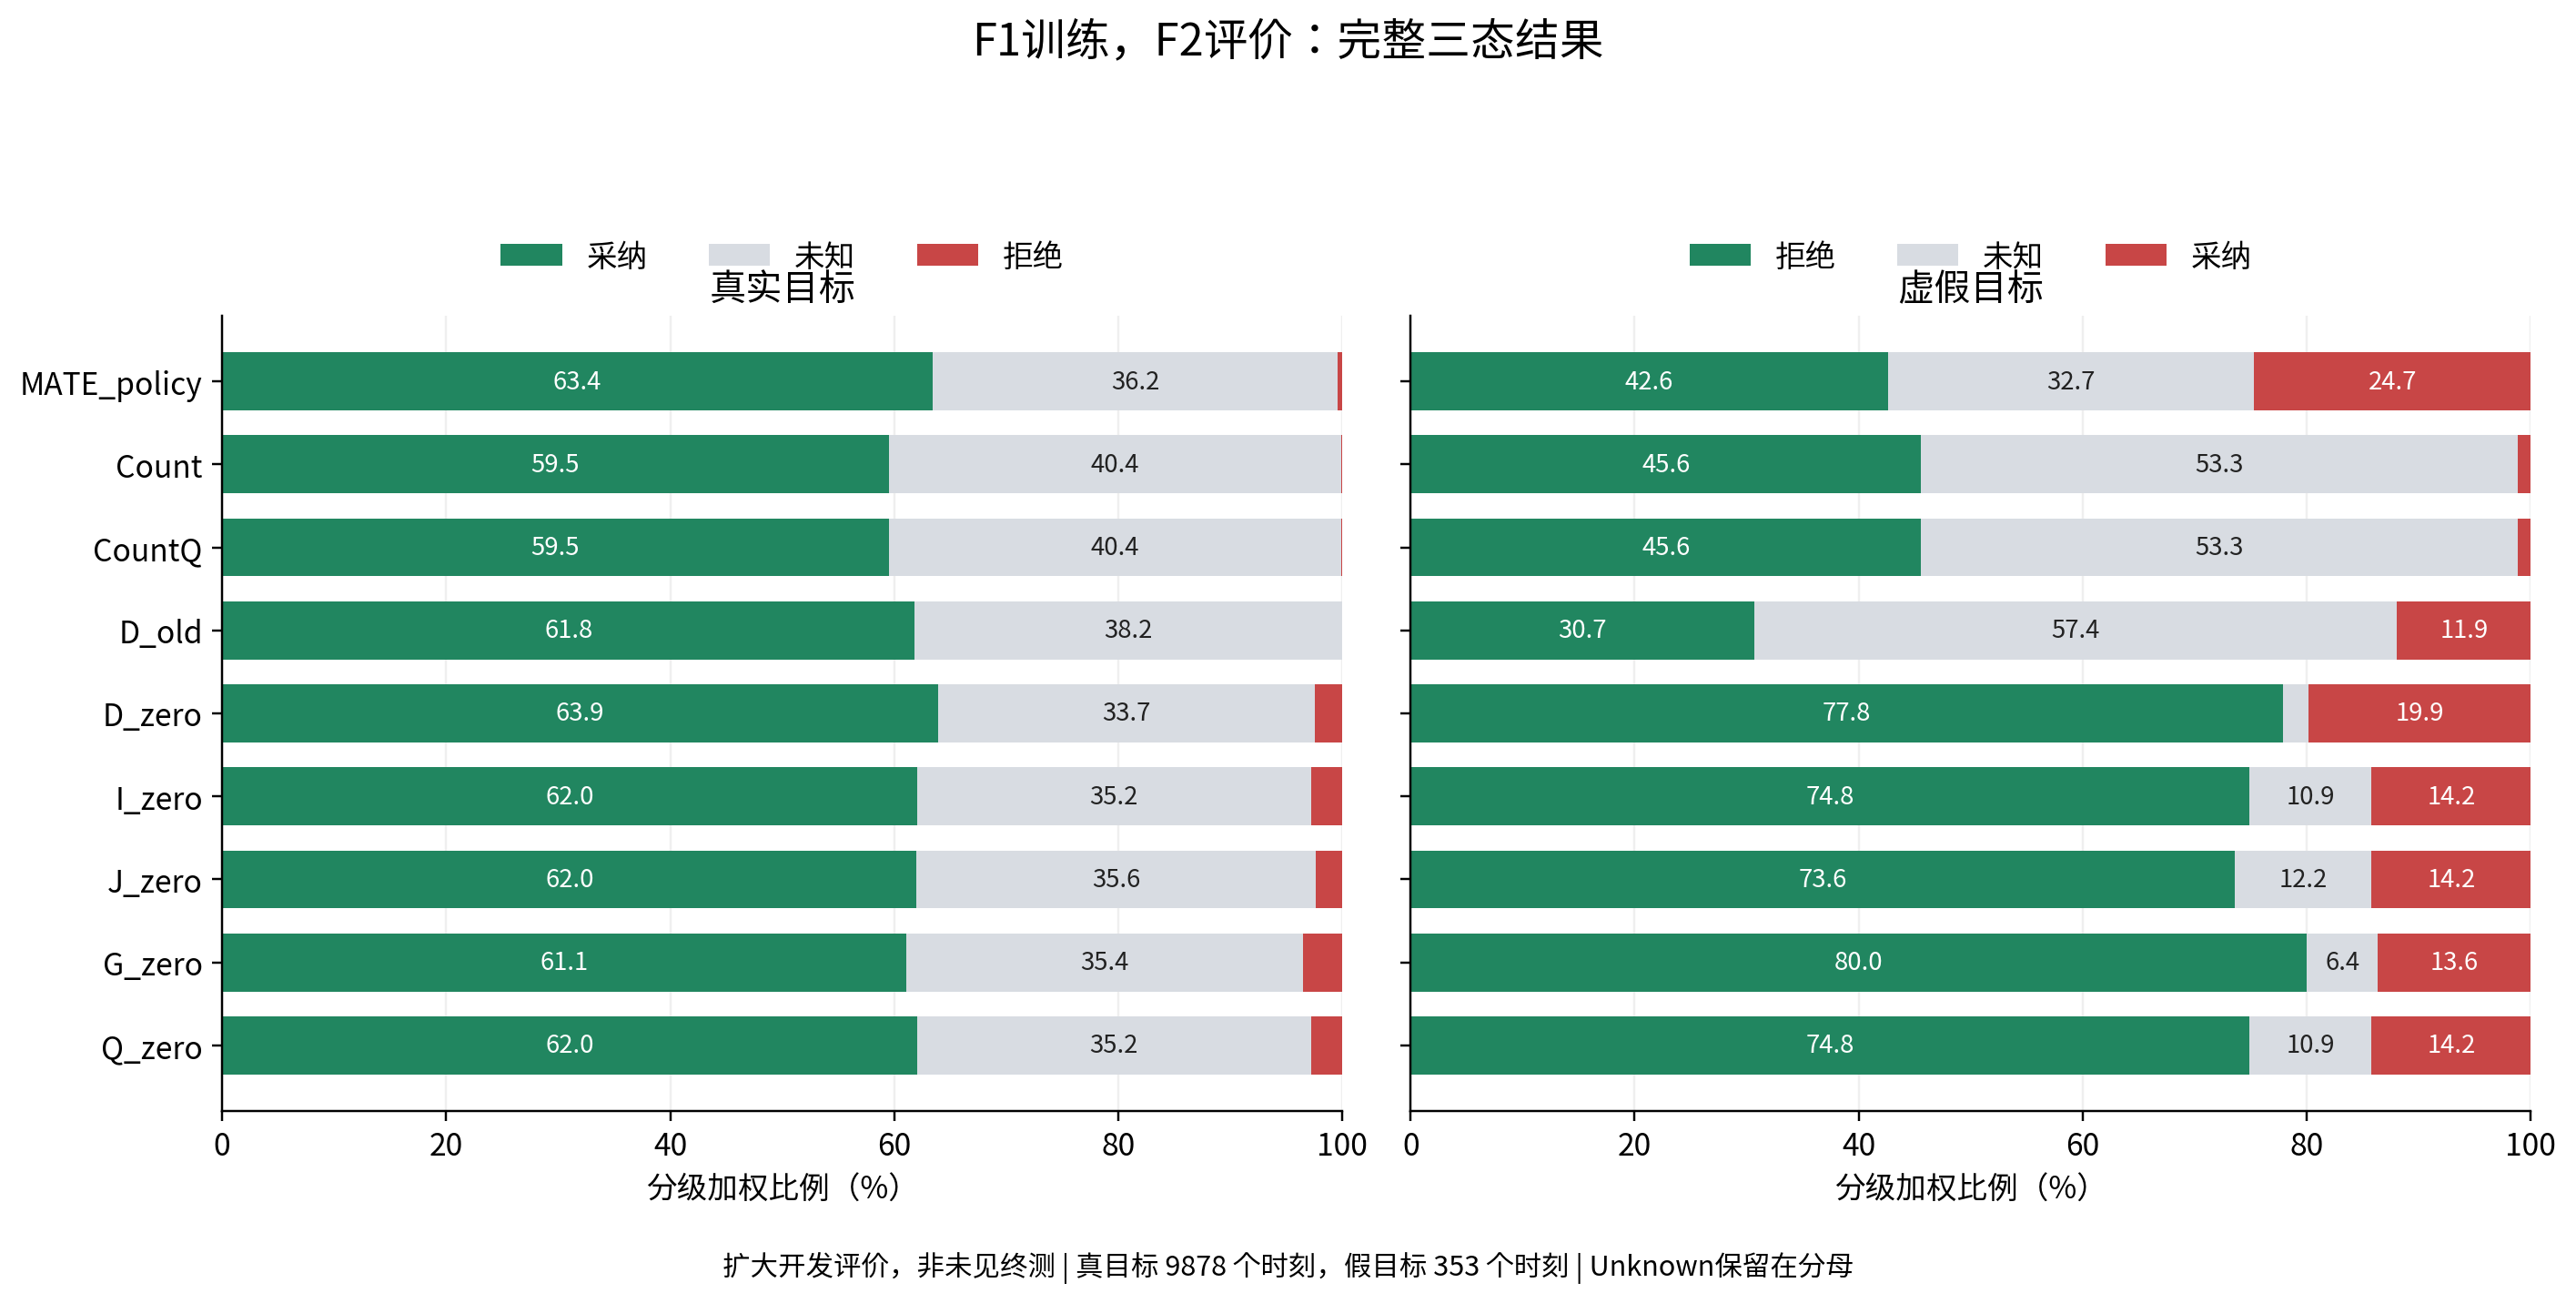 F1训练，F2评价：完整三态结果
采纳 未知 拒绝
真实目标
拒绝 未知 采纳
虚假目标
MATE_policy 63.4 36.2 42.6 32.7 24.7
Count 59.5 40.4 45.6 53.3
CountQ 59.5 40.4 45.6 53.3
D_old 61.8 38.2 30.7 57.4 11.9
D_zero 63.9 33.7 77.8 19.9
I_zero 62.0 35.2 74.8 10.9 14.2
J_zero 62.0 35.6 73.6 12.2 14.2
G_zero 61.1 35.4 80.0 6.4 13.6
Q_zero 62.0 35.2 74.8 10.9 14.2
0 20 40 60 80 100 0 20 40 60 80 100
分级加权比例（%） 分级加权比例（%）
扩大开发评价，非未见终测 | 真目标 9878 个时刻，假目标 353 个时刻 | Unknown保留在分母